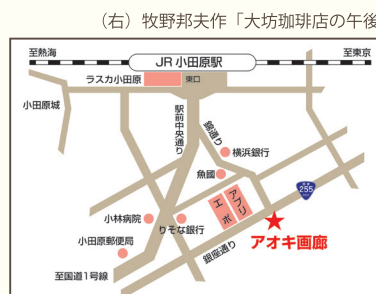 （右）牧野邦夫作「大坊珈琲店の午後
至熱海
JR 小田原駅
至東京
ラスカ小田原
東口
小田原城
駅前中央通り
錦通り
横浜銀行
魚國
255
アプリ
エポ
小林病院
りそな銀行
アオキ画廊
小田原郵便局
銀座通り
至国道1号線